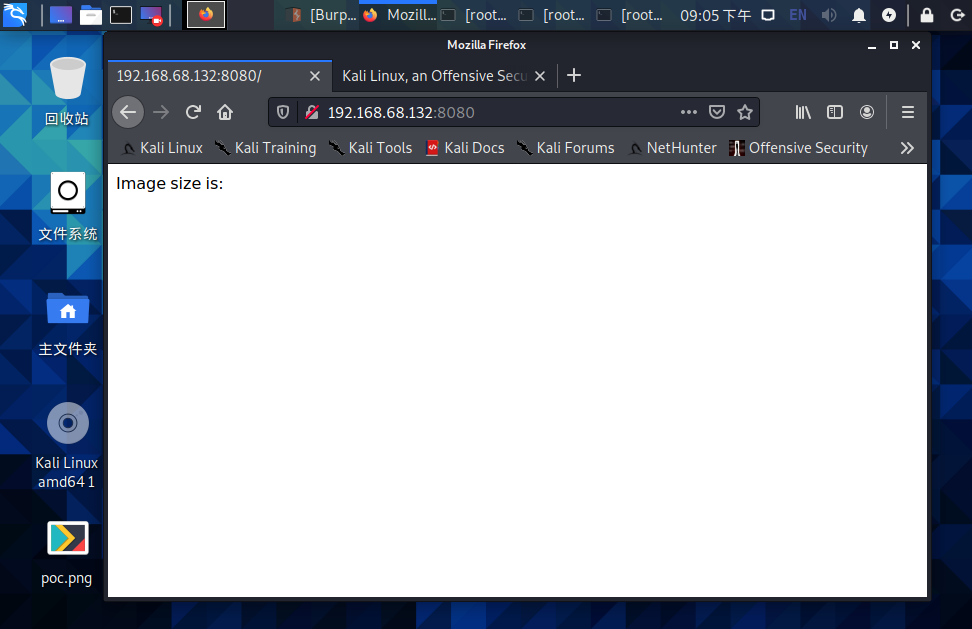 [Burp... Mozill... [root... [root... [root... 09:05 下午 EN
Mozilla Firefox
192.168.68.132:8080/ Kali Linux, an Offensive Secu
192.168.68.132:8080
Kali Linux Kali Training Kali Tools Kali Docs Kali Forums NetHunter Offensive Security
Image size is:
回收站
文件系统
主文件夹
Kali Linux
amd64 1
poc.png